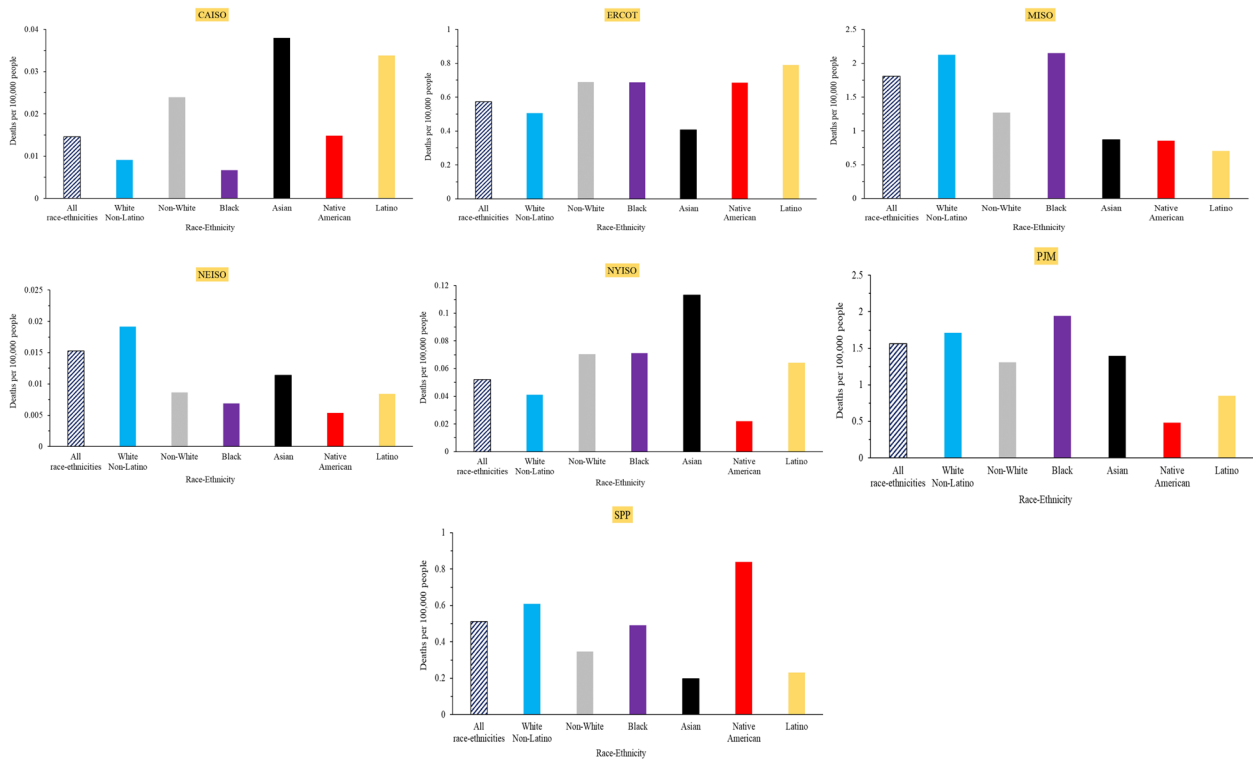 CAISO
Deaths per 100,000 people
0.04
0.03
0.02
0.01
0
All White Non-White Black Asian Native Latino
race-ethnicities Non-Latino American
Race-Ethnicity
ERCOT
Deaths per 100,000 people
1
0.8
0.6
0.4
0.2
0
All White Non-White Black Asian Native Latino
race-ethnicities Non-Latino American
Race-Ethnicity
MISO
Deaths per 100,000 people
2.5
2
1.5
1
0.5
0
All White Non-White Black Asian Native Latino
race-ethnicities Non-Latino American
Race-Ethnicity
NEISO
Deaths per 100,000 people
0.025
0.02
0.015
0.01
0.005
0
All White Non-White Black Asian Native Latino
race-ethnicities Non-Latino American
Race-Ethnicity
NYISO
Deaths per 100,000 people
0.12
0.1
0.08
0.06
0.04
0.02
0
All White Non-White Black Asian Native Latino
race-ethnicities Non-Latino American
Race-Ethnicity
PJM
Deaths per 100,000 people
2.5
2
1.5
1
0.5
0
All White Non-White Black Asian Native Latino
race-ethnicities Non-Latino American
Race-Ethnicity
SPP
Deaths per 100,000 people
1
0.8
0.6
0.4
0.2
0
All White Non-White Black Asian Native Latino
race-ethnicities Non-Latino American
Race-Ethnicity